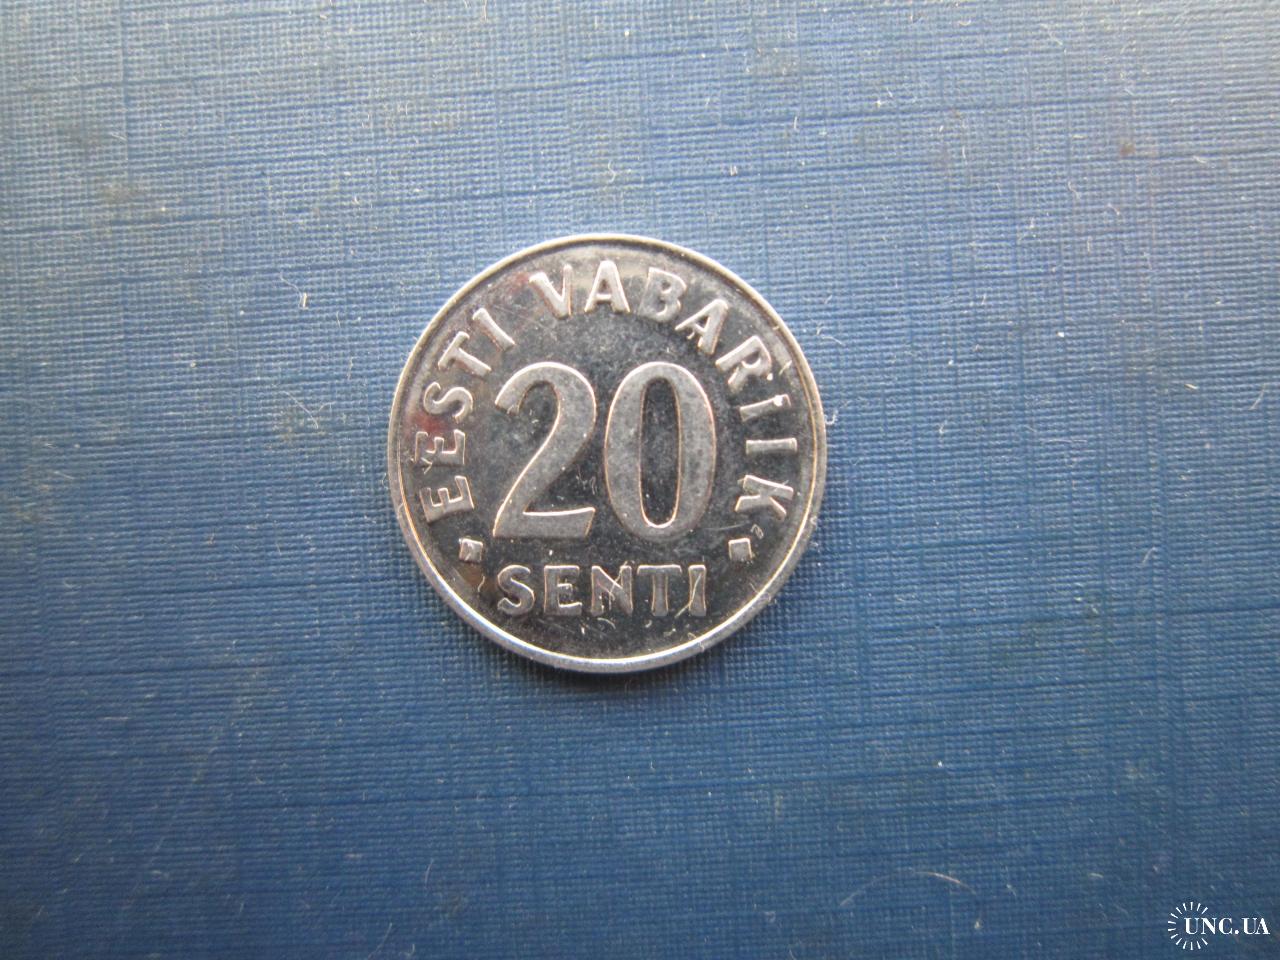 EESTI VABARIIK
20
SENTI
UNC.UA